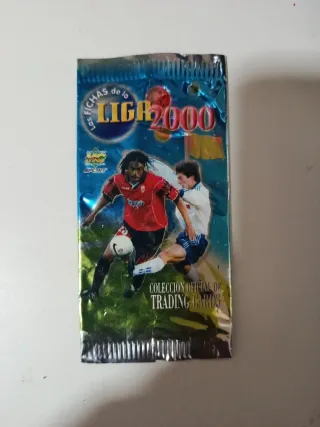 Las FICHAS de la
LIGA 2000
COLECCION OFICIAL DE
TRADING CARDS